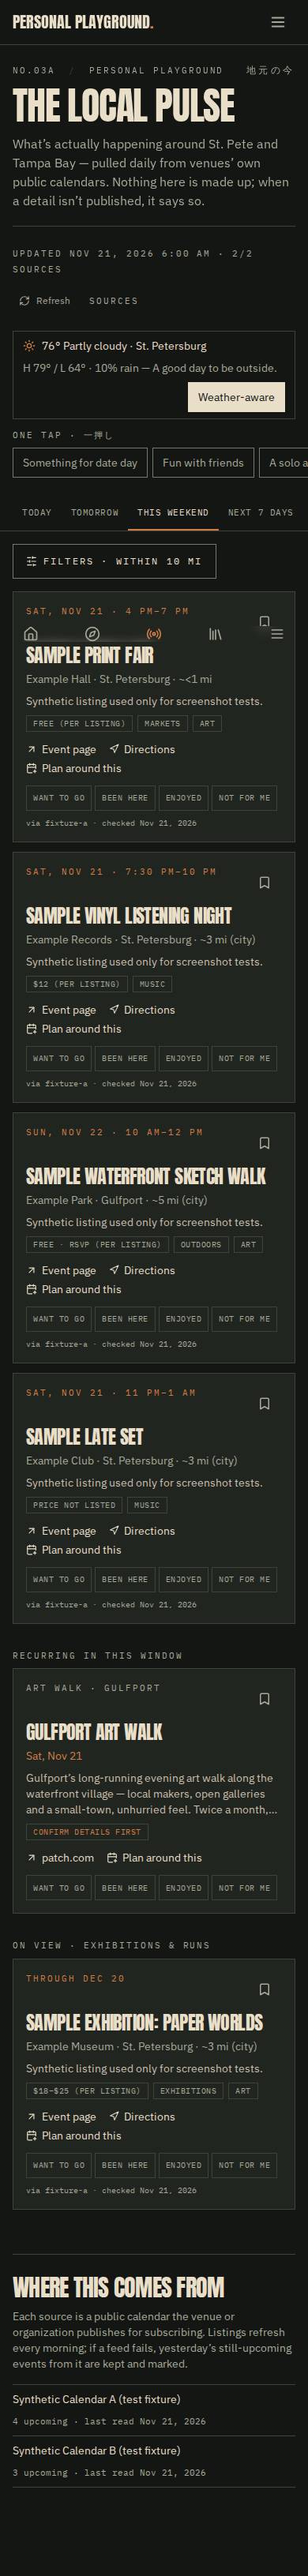 PERSONAL PLAYGROUND.
NO.03A / PERSONAL PLAYGROUND 地元の今
THE LOCAL PULSE
What's actually happening around St. Pete and
Tampa Bay — pulled daily from venues' own
public calendars. Nothing here is made up; when
a detail isn't published, it says so.
UPDATED NOV 21, 2026 6:00 AM · 2/2
SOURCES
Refresh SOURCES
76° Partly cloudy · St. Petersburg
H 79° / L 64° · 10% rain — A good day to be outside.
Weather-aware
ONE TAP · 一押し
Something for date day Fun with friends A solo a
TODAY TOMORROW THIS WEEKEND NEXT 7 DAYS
FILTERS · WITHIN 10 MI
SAT, NOV 21 · 4 PM–7 PM
SAMPLE PRINT FAIR
Example Hall · St. Petersburg · ~<1 mi
Synthetic listing used only for screenshot tests.
FREE (PER LISTING) MARKETS ART
Event page Directions
Plan around this
WANT TO GO BEEN HERE ENJOYED NOT FOR ME
via fixture-a · checked Nov 21, 2026
SAT, NOV 21 · 7:30 PM–10 PM
SAMPLE VINYL LISTENING NIGHT
Example Records · St. Petersburg · ~3 mi (city)
Synthetic listing used only for screenshot tests.
$12 (PER LISTING) MUSIC
Event page Directions
Plan around this
WANT TO GO BEEN HERE ENJOYED NOT FOR ME
via fixture-a · checked Nov 21, 2026
SUN, NOV 22 · 10 AM–12 PM
SAMPLE WATERFRONT SKETCH WALK
Example Park · Gulfport · ~5 mi (city)
Synthetic listing used only for screenshot tests.
FREE · RSVP (PER LISTING) OUTDOORS ART
Event page Directions
Plan around this
WANT TO GO BEEN HERE ENJOYED NOT FOR ME
via fixture-a · checked Nov 21, 2026
SAT, NOV 21 · 11 PM–1 AM
SAMPLE LATE SET
Example Club · St. Petersburg · ~3 mi (city)
Synthetic listing used only for screenshot tests.
PRICE NOT LISTED MUSIC
Event page Directions
Plan around this
WANT TO GO BEEN HERE ENJOYED NOT FOR ME
via fixture-a · checked Nov 21, 2026
RECURRING IN THIS WINDOW
ART WALK · GULFPORT
GULFPORT ART WALK
Sat, Nov 21
Gulfport's long-running evening art walk along the
waterfront village — local makers, open galleries
and a small-town, unhurried feel. Twice a month,…
CONFIRM DETAILS FIRST
patch.com Plan around this
WANT TO GO BEEN HERE ENJOYED NOT FOR ME
ON VIEW · EXHIBITIONS & RUNS
THROUGH DEC 20
SAMPLE EXHIBITION: PAPER WORLDS
Example Museum · St. Petersburg · ~3 mi (city)
Synthetic listing used only for screenshot tests.
$18–$25 (PER LISTING) EXHIBITIONS ART
Event page Directions
Plan around this
WANT TO GO BEEN HERE ENJOYED NOT FOR ME
via fixture-a · checked Nov 21, 2026
WHERE THIS COMES FROM
Each source is a public calendar the venue or
organization publishes for subscribing. Listings refresh
every morning; if a feed fails, yesterday's still-upcoming
events from it are kept and marked.
Synthetic Calendar A (test fixture)
4 upcoming · last read Nov 21, 2026
Synthetic Calendar B (test fixture)
3 upcoming · last read Nov 21, 2026